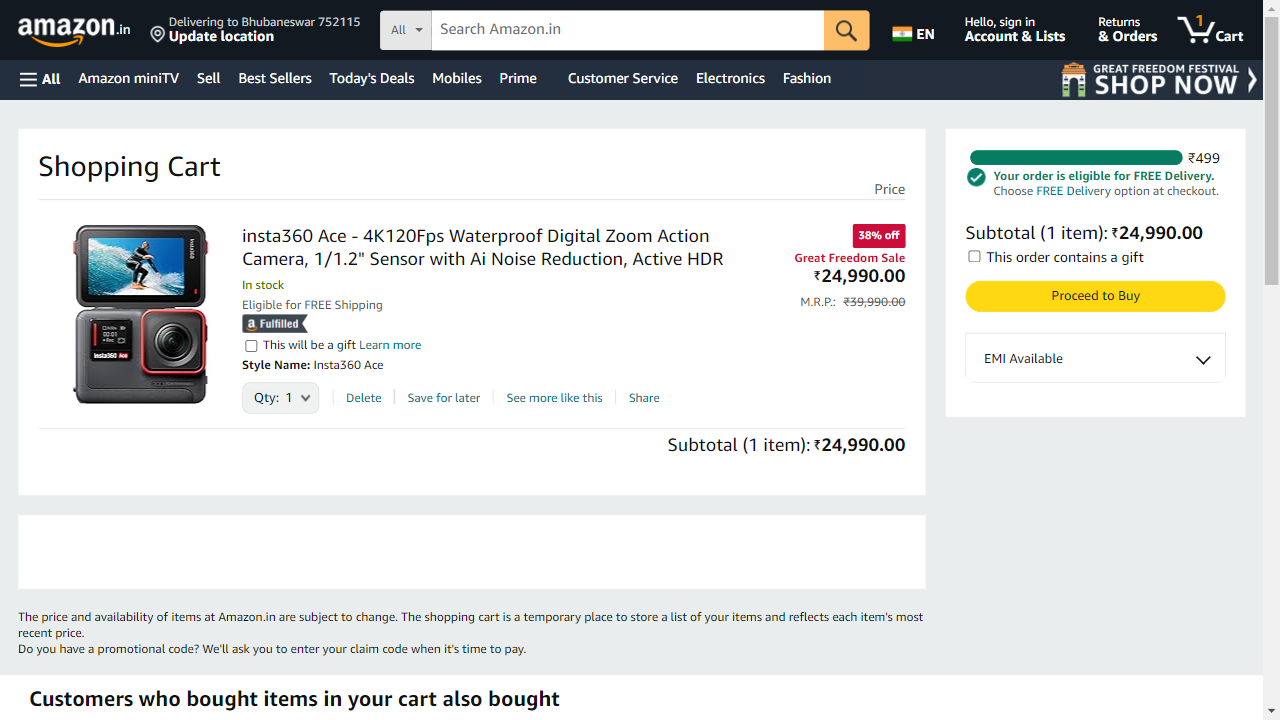 amazon.in
Delivering to Bhubaneswar 752115
Update location
All
Search Amazon.in
EN
Hello, sign in
Account & Lists
Returns
& Orders
1
Cart
All
Amazon miniTV
Sell
Best Sellers
Today's Deals
Mobiles
Prime
Customer Service
Electronics
Fashion
GREAT FREEDOM FESTIVAL
SHOP NOW
Shopping Cart
Price
insta360 Ace - 4K120Fps Waterproof Digital Zoom Action
Camera, 1/1.2" Sensor with Ai Noise Reduction, Active HDR
In stock
Eligible for FREE Shipping
a Fulfilled
This will be a gift Learn more
Style Name: Insta360 Ace
Qty: 1
Delete
Save for later
See more like this
Share
38% off
Great Freedom Sale
₹24,990.00
M.R.P.: ₹39,990.00
Insta360
insta360 Ace
Subtotal (1 item): ₹24,990.00
₹499
Your order is eligible for FREE Delivery.
Choose FREE Delivery option at checkout.
Subtotal (1 item): ₹24,990.00
This order contains a gift
Proceed to Buy
EMI Available
The price and availability of items at Amazon.in are subject to change. The shopping cart is a temporary place to store a list of your items and reflects each item's most
recent price.
Do you have a promotional code? We'll ask you to enter your claim code when it's time to pay.
Customers who bought items in your cart also bought